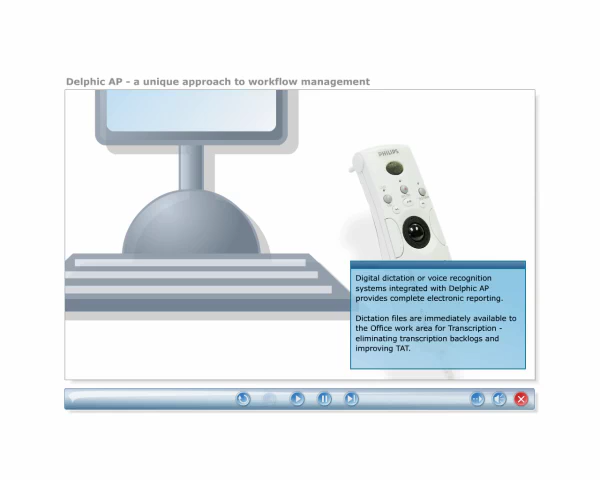 Delphic AP - a unique approach to workflow management
PHILIPS
Digital dictation or voice recognition
systems integrated with Delphic AP
provides complete electronic reporting.
Dictation files are immediately available to
the Office work area for Transcription -
eliminating transcription backlogs and
improving TAT.